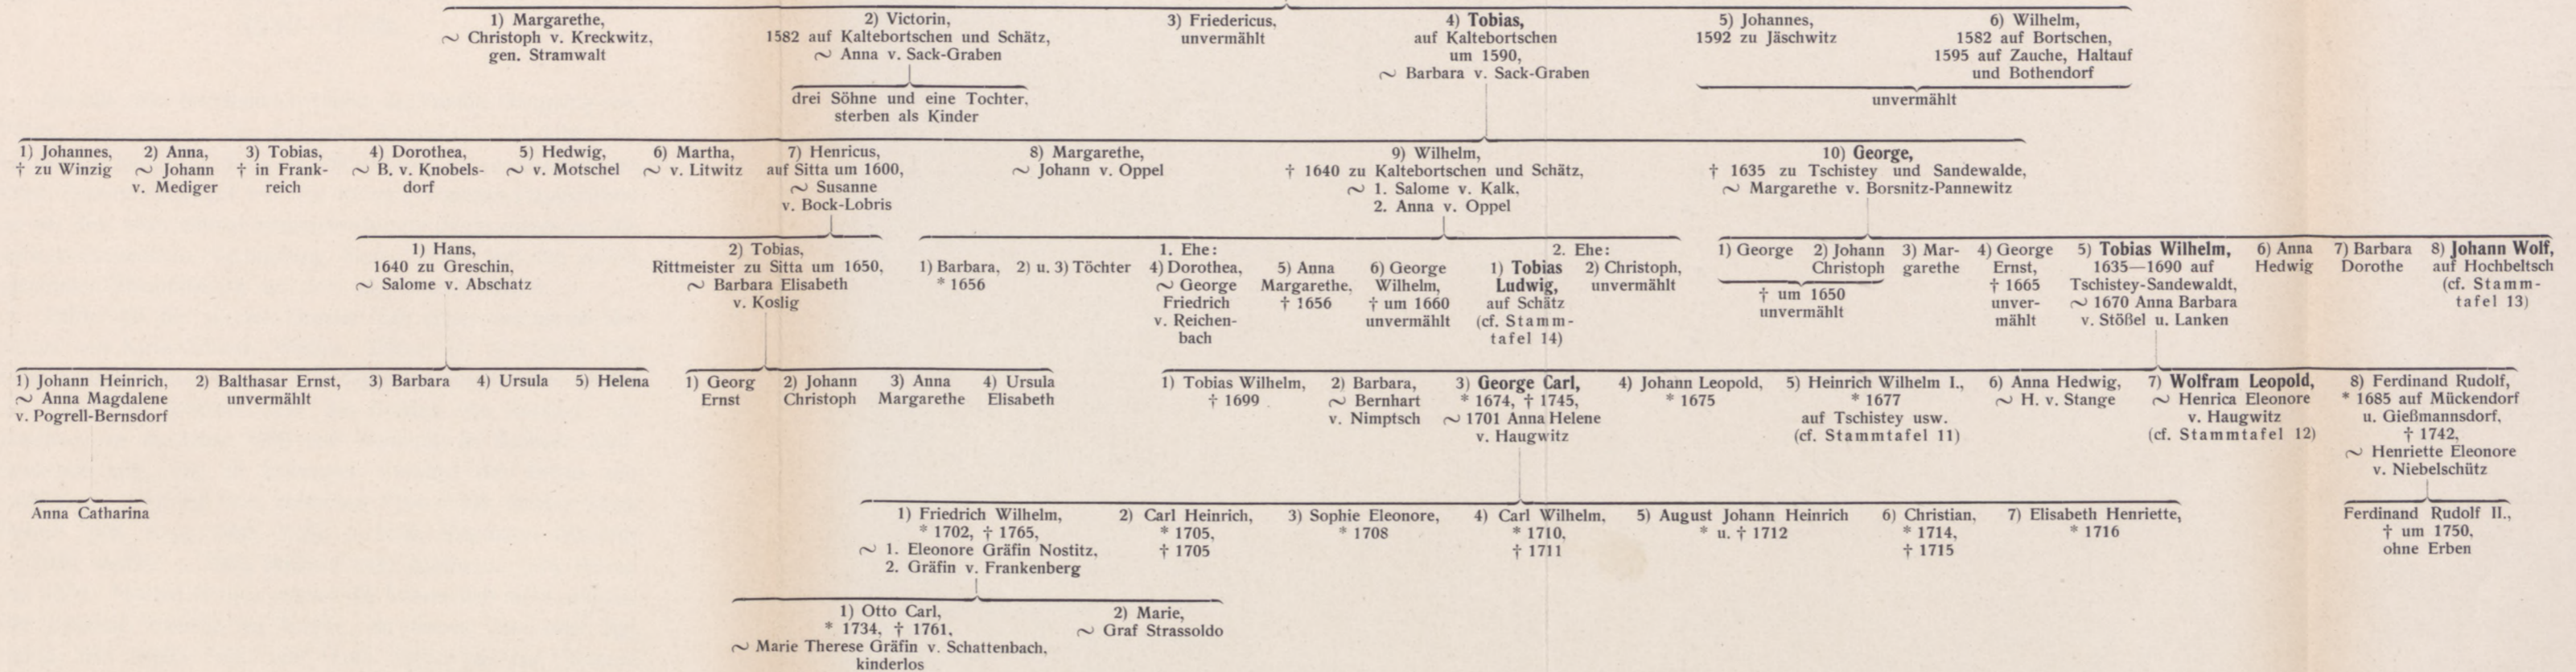 1) Margarethe,
~ Christoph v. Kreckwitz,
gen. Stramwalt
2) Victorin,
1582 auf Kaltebortschen und Schätz,
~ Anna v. Sack-Graben
drei Söhne und eine Tochter,
sterben als Kinder
3) Friedericus,
unvermählt
4) Tobias,
auf Kaltebortschen
um 1590,
~ Barbara v. Sack-Graben
5) Johannes,
1592 zu Jäschwitz
6) Wilhelm,
1582 auf Bortschen,
1595 auf Zauche, Haltauf
und Bothendorf
unvermählt
1) Johannes,
† zu Winzig
2) Anna,
~ Johann
v. Mediger
3) Tobias,
† in Frank-
reich
4) Dorothea,
~ B. v. Knobels-
dorf
5) Hedwig,
~ v. Motschel
6) Martha,
~ v. Litwitz
7) Henricus,
auf Sitta um 1600,
~ Susanne
v. Bock-Lobris
8) Margarethe,
~ Johann v. Oppel
9) Wilhelm,
† 1640 zu Kaltebortschen und Schätz,
~ 1. Salome v. Kalk,
2. Anna v. Oppel
10) George,
† 1635 zu Tschistey und Sandewalde,
~ Margarethe v. Borsnitz-Pannewitz
1) Hans,
1640 zu Greschin,
~ Salome v. Abschatz
2) Tobias,
Rittmeister zu Sitta um 1650,
~ Barbara Elisabeth
v. Koslig
1. Ehe:
1) Barbara,
* 1656
2) u. 3) Töchter
4) Dorothea,
~ George
Friedrich
v. Reichen-
bach
5) Anna
Margarethe,
† 1656
6) George
Wilhelm,
† um 1660
unvermählt
2. Ehe:
1) Tobias
Ludwig,
auf Schätz
(cf. Stamm-
tafel 14)
2) Christoph,
unvermählt
1) George
2) Johann
Christoph
† um 1650
unvermählt
3) Mar-
garethe
4) George
Ernst,
† 1665
unver-
mählt
5) Tobias Wilhelm,
1635—1690 auf
Tschistey-Sandewaldt,
~ 1670 Anna Barbara
v. Stößel u. Lanken
6) Anna
Hedwig
7) Barbara
Dorothe
8) Johann Wolf,
auf Hochbeltsch
(cf. Stamm-
tafel 13)
1) Johann Heinrich,
~ Anna Magdalene
v. Pogrell-Bernsdorf
2) Balthasar Ernst,
unvermählt
3) Barbara
4) Ursula
5) Helena
1) Georg
Ernst
2) Johann
Christoph
3) Anna
Margarethe
4) Ursula
Elisabeth
1) Tobias Wilhelm,
† 1699
2) Barbara,
~ Bernhart
v. Nimptsch
3) George Carl,
* 1674, † 1745,
~ 1701 Anna Helene
v. Haugwitz
4) Johann Leopold,
* 1675
5) Heinrich Wilhelm I.,
* 1677
auf Tschistey usw.
(cf. Stammtafel 11)
6) Anna Hedwig,
~ H. v. Stange
7) Wolfram Leopold,
~ Henrica Eleonore
v. Haugwitz
(cf. Stammtafel 12)
8) Ferdinand Rudolf,
* 1685 auf Mückendorf
u. Gießmannsdorf,
† 1742,
~ Henriette Eleonore
v. Niebelschütz
Anna Catharina
1) Friedrich Wilhelm,
* 1702, † 1765,
~ 1. Eleonore Gräfin Nostitz,
2. Gräfin v. Frankenberg
2) Carl Heinrich,
* 1705,
† 1705
3) Sophie Eleonore,
* 1708
4) Carl Wilhelm,
* 1710,
† 1711
5) August Johann Heinrich
* u. † 1712
6) Christian,
* 1714,
† 1715
7) Elisabeth Henriette,
* 1716
Ferdinand Rudolf II.,
† um 1750,
ohne Erben
1) Otto Carl,
* 1734, † 1761,
~ Marie Therese Gräfin v. Schattenbach,
kinderlos
2) Marie,
~ Graf Strassoldo